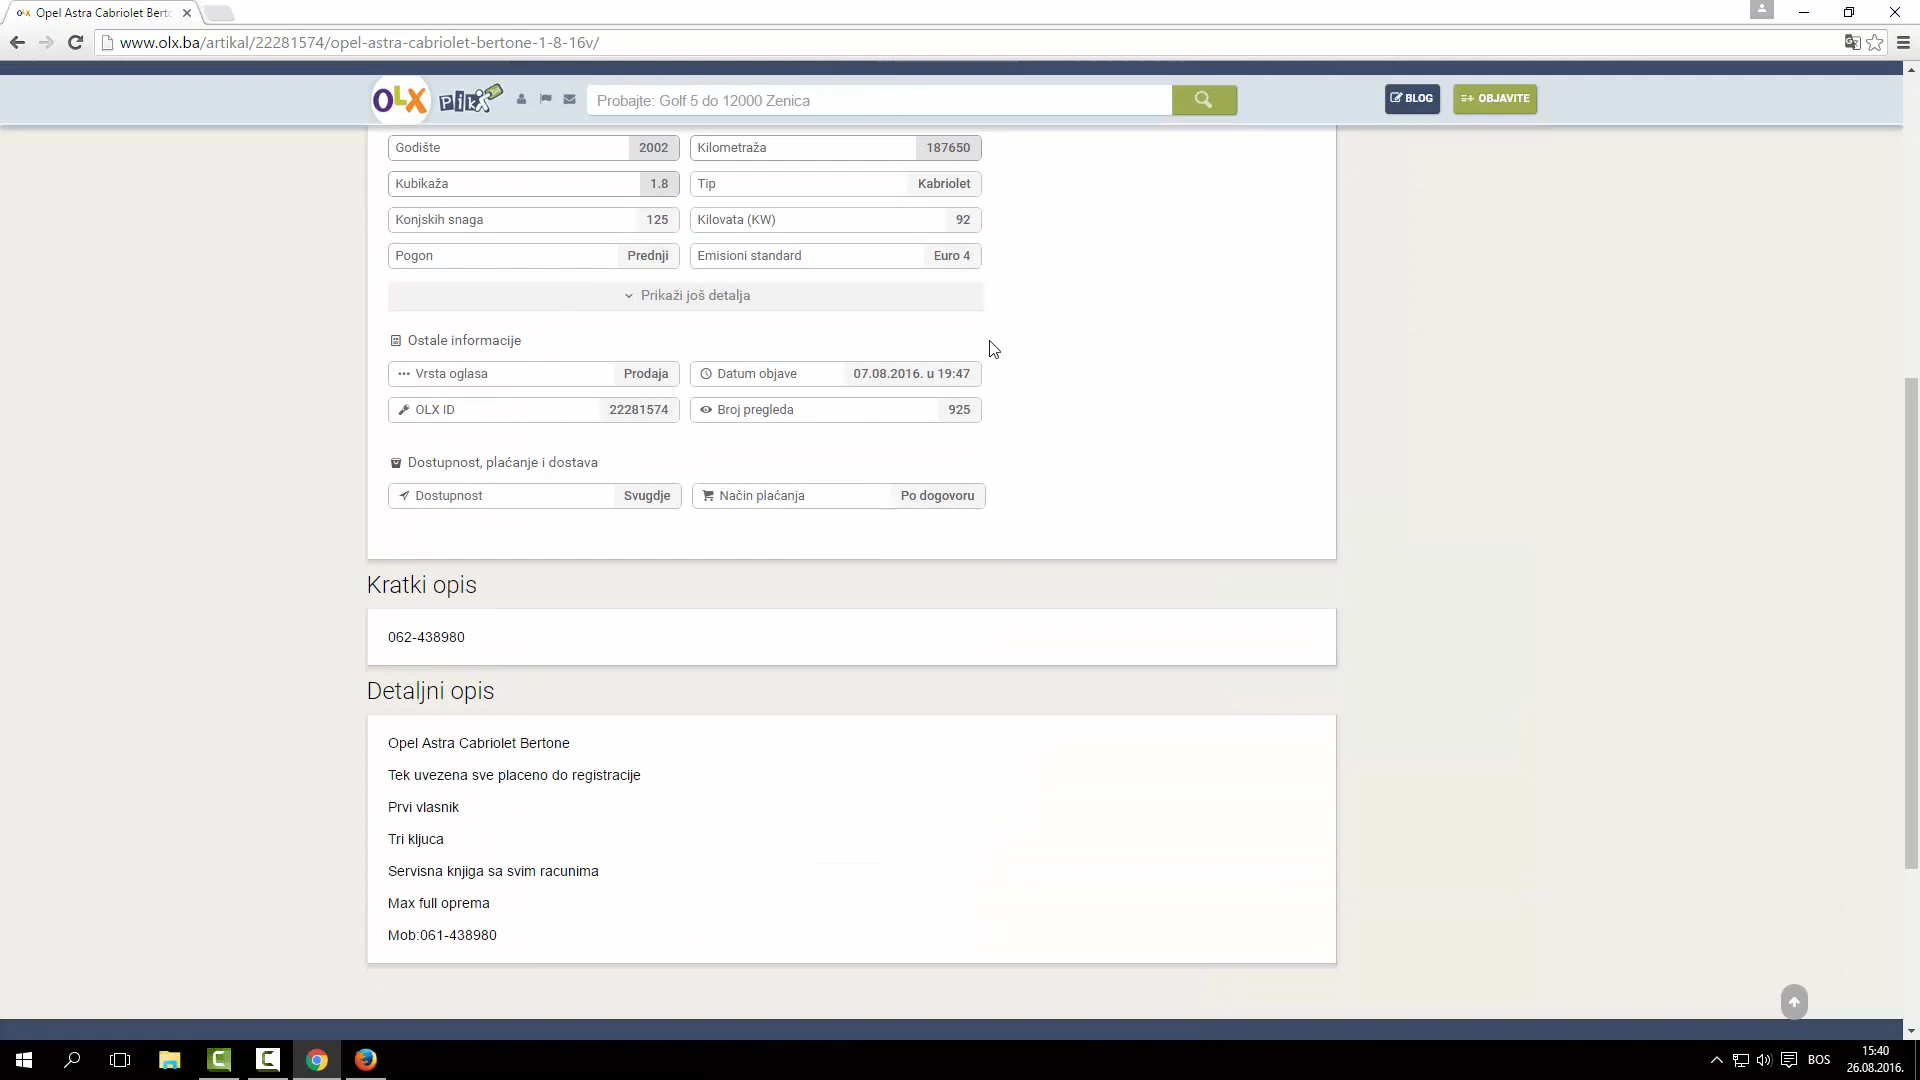 Opel Astra Cabriolet Berto
www.olx.ba/artikal/22281574/opel-astra-cabriolet-bertone-1-8-16v/
OLX
Pik
Probajte: Golf 5 do 12000 Zenica
BLOG
OBJAVITE
Godište 2002
Kilometraža 187650
Kubikaža 1.8
Tip Kabriolet
Konjskih snaga 125
Kilovata (KW) 92
Pogon Prednji
Emisioni standard Euro 4
Prikaži još detalja
Ostale informacije
Vrsta oglasa Prodaja
Datum objave 07.08.2016. u 19:47
OLX ID 22281574
Broj pregleda 925
Dostupnost, plaćanje i dostava
Dostupnost Svugdje
Način plaćanja Po dogovoru
Kratki opis
062-438980
Detaljni opis
Opel Astra Cabriolet Bertone
Tek uvezena sve placeno do registracije
Prvi vlasnik
Tri kljuca
Servisna knjiga sa svim racunima
Max full oprema
Mob:061-438980
BOS
15:40
26.08.2016.